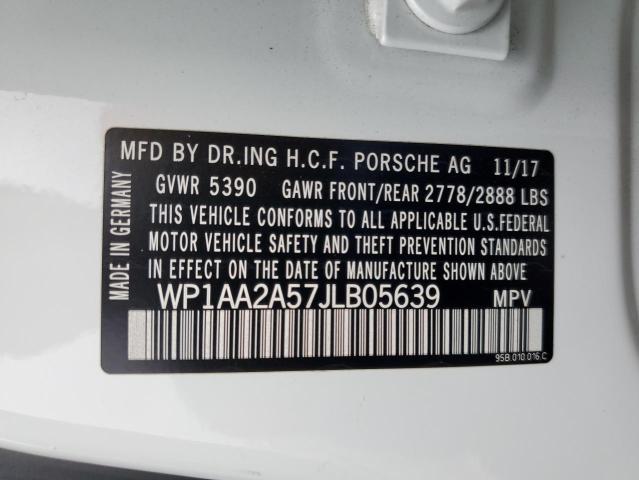 MFD BY DR.ING H.C.F. PORSCHE AG 11/17
GVWR 5390 GAWR FRONT/REAR 2778/2888 LBS
THIS VEHICLE CONFORMS TO ALL APPLICABLE U.S.FEDERAL
MOTOR VEHICLE SAFETY AND THEFT PREVENTION STANDARDS
IN EFFECT ON THE DATE OF MANUFACTURE SHOWN ABOVE
WP1AA2A57JLB05639 MPV
95B.010.016.C
MADE IN GERMANY